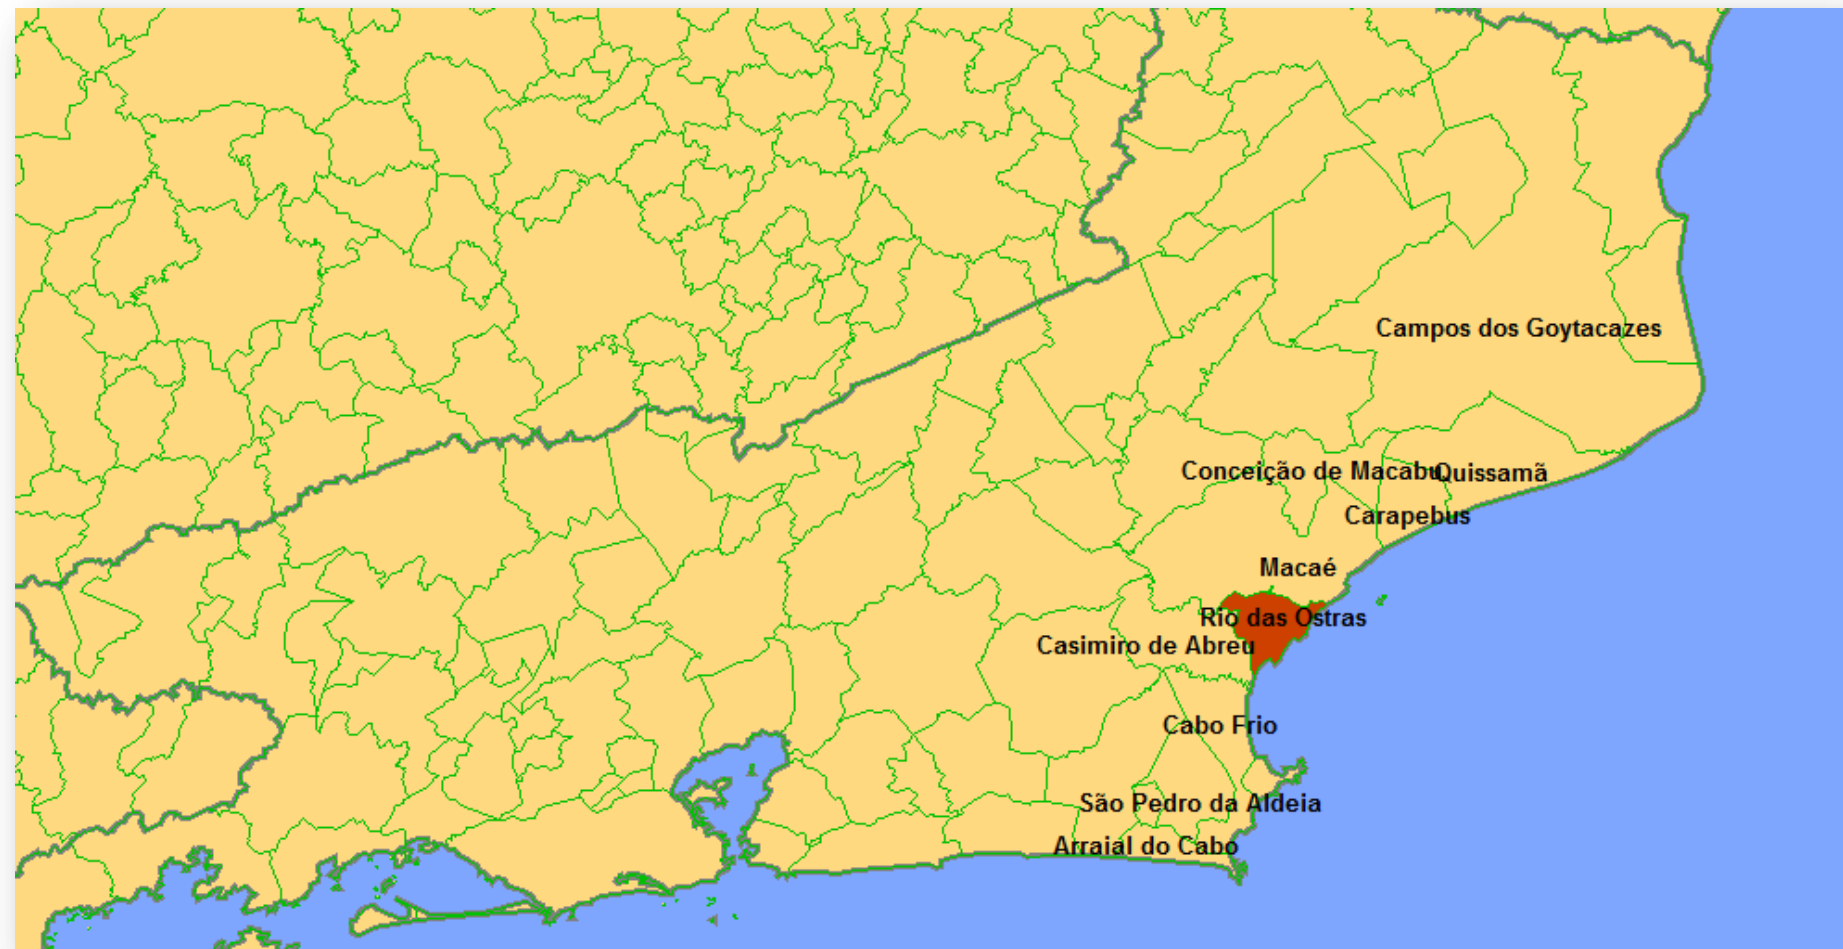 Campos dos Goytacazes
Conceição de Macabu
Quissamã
Carapebus
Macaé
Rio das Ostras
Casimiro de Abreu
Cabo Frio
São Pedro da Aldeia
Arraial do Cabo